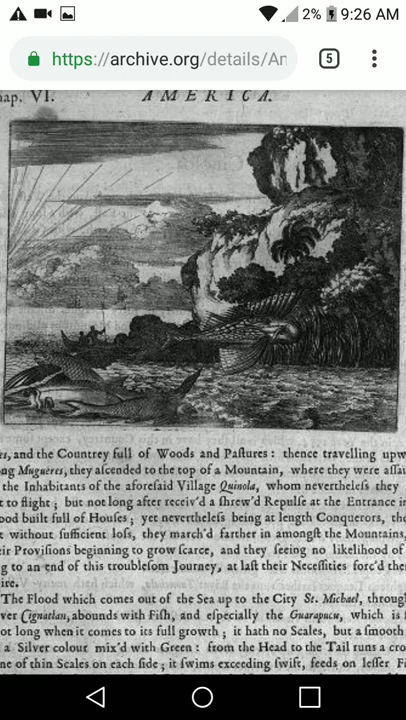 2% 9:26 AM
https://archive.org/details/An
5
hap. VI. AMERICA.
es, and the Countrey full of Woods and Paſtures : thence travelling upw
ng Mugueres, they aſcended to the top of a Mountain, where they were aſſau
the Inhabitants of the aforeſaid Village Quinola, whom nevertheleſs they
t to flight ; but not long after receiv'd a ſhrew'd Repulſe at the Entrance in
ood built full of Houſes ; yet nevertheleſs being at length Conquerors, the
t without ſufficient loſs, they march'd farther in amongſt the Mountains,
eir Proviſions beginning to grow ſcarce, and they ſeeing no likelihood of
g to an end of this troubleſom Journey, at laſt their Neceſſities forc'd the
ire.
The Flood which comes out of the Sea up to the City St. Michael, throug
ver Cignatlan, abounds with Fiſh, and eſpecially the Guarapucu, which is
ot long when it comes to its full growth ; it hath no Scales, but a ſmooth
a Silver colour mix'd with Green : from the Head to the Tail runs a cro
ne of thin Scales on each ſide ; it ſwims exceeding ſwift, feeds on leſſer Fi